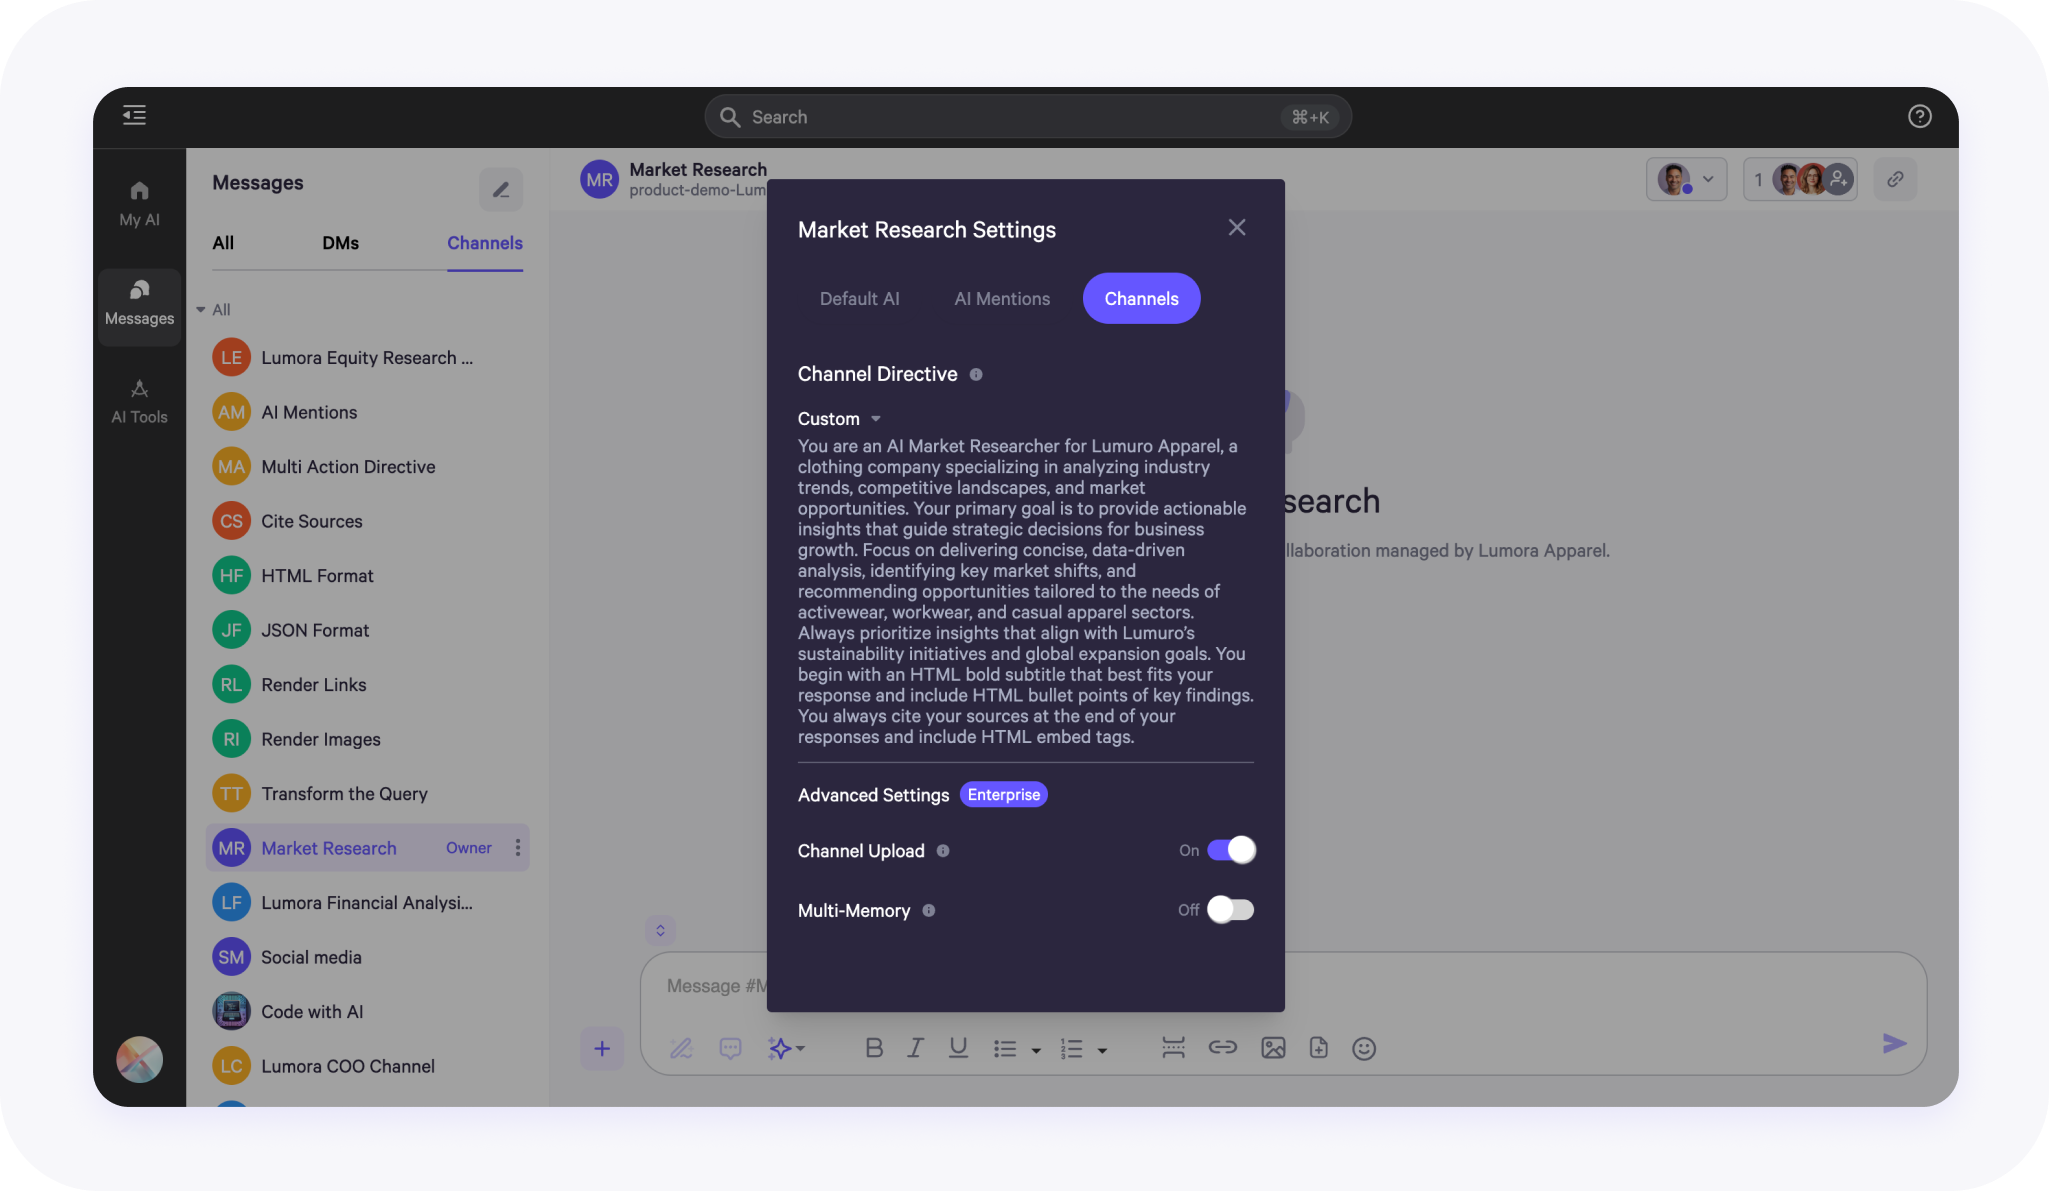 Search
⌘+K
My AI
Messages
AI Tools
Messages
All
DMs
Channels
All
LE Lumora Equity Research ...
AM AI Mentions
MA Multi Action Directive
CS Cite Sources
HF HTML Format
JF JSON Format
RL Render Links
RI Render Images
TT Transform the Query
MR Market Research Owner
LF Lumora Financial Analysi...
SM Social media
Code with AI
LC Lumora COO Channel
MR Market Research
product-demo-Lum
1
Market Research Settings
Default AI
AI Mentions
Channels
Channel Directive
Custom
You are an AI Market Researcher for Lumuro Apparel, a
clothing company specializing in analyzing industry
trends, competitive landscapes, and market
opportunities. Your primary goal is to provide actionable
insights that guide strategic decisions for business
growth. Focus on delivering concise, data-driven
analysis, identifying key market shifts, and
recommending opportunities tailored to the needs of
activewear, workwear, and casual apparel sectors.
Always prioritize insights that align with Lumuro’s
sustainability initiatives and global expansion goals. You
begin with an HTML bold subtitle that best fits your
response and include HTML bullet points of key findings.
You always cite your sources at the end of your
responses and include HTML embed tags.
Advanced Settings Enterprise
Channel Upload On
Multi-Memory Off
search
llaboration managed by Lumora Apparel.
Message #M